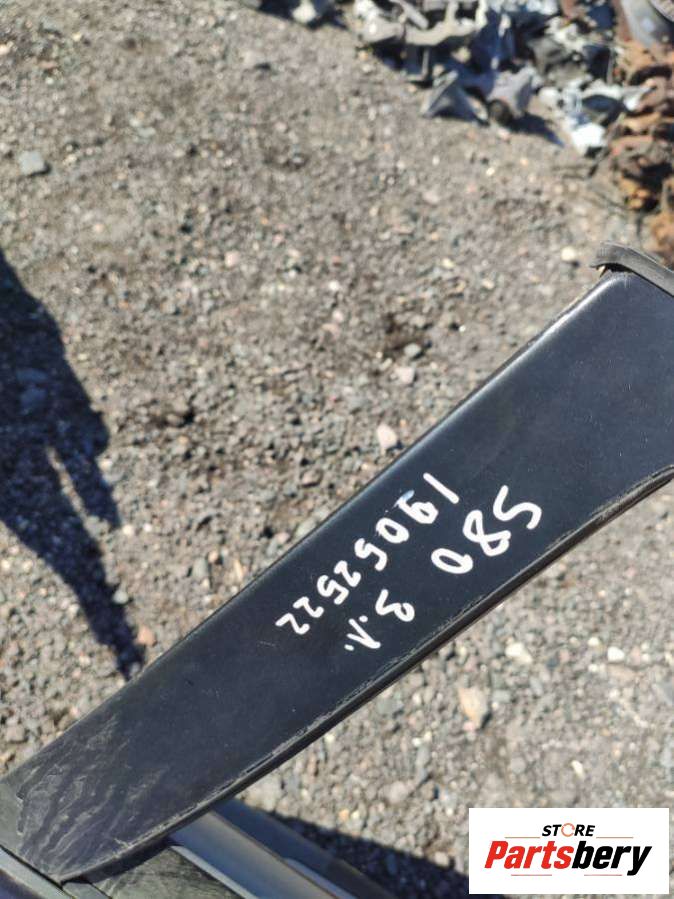 S80 З.Л.
19052522
STORE
Partsbery